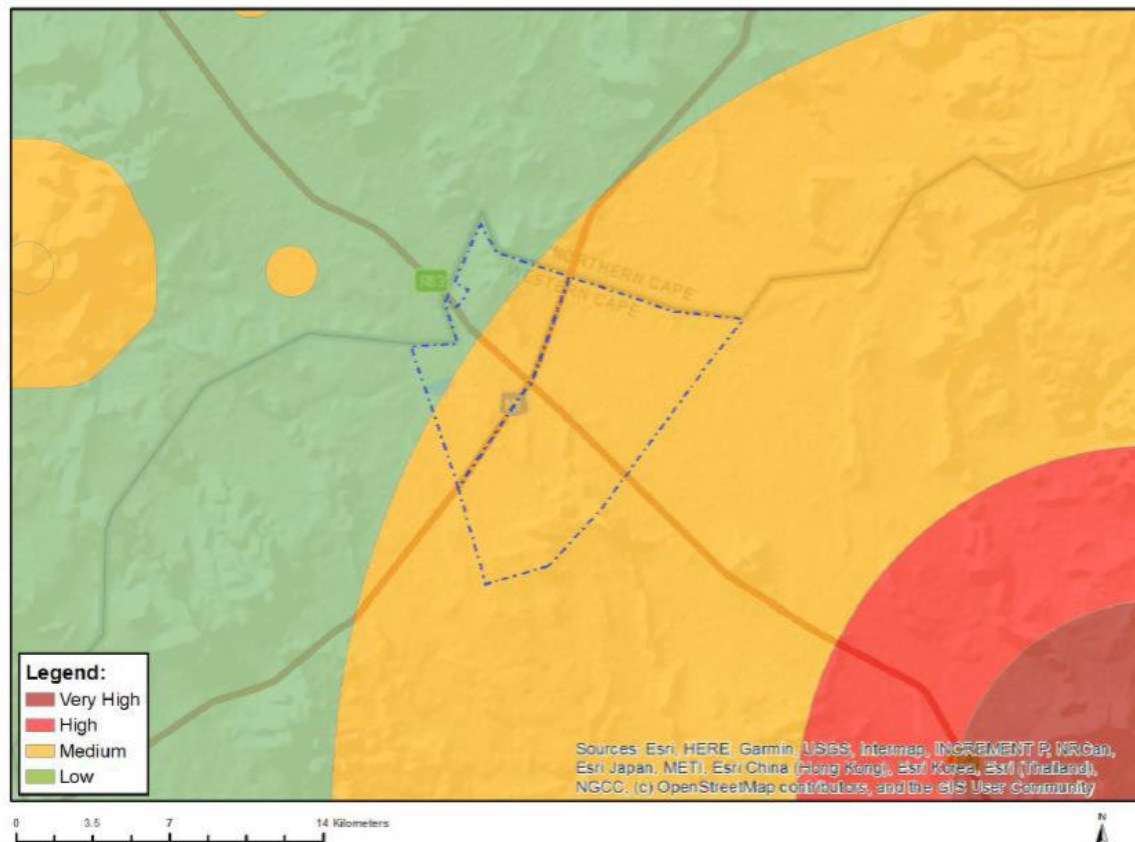 R63
NORTHERN CAPE
WESTERN CAPE
Legend:
Very High
High
Medium
Low
Sources: Esri, HERE, Garmin, USGS, Intermap, INCREMENT P, NRCan,
Esri Japan, METI, Esri China (Hong Kong), Esri Korea, Esri (Thailand),
NGCC, (c) OpenStreetMap contributors, and the GIS User Community
0 3.5 7 14 Kilometers
N